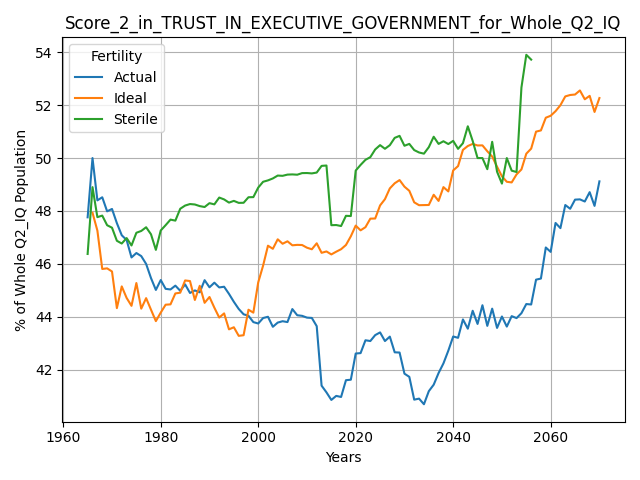 Score_2_in_TRUST_IN_EXECUTIVE_GOVERNMENT_for_Whole_Q2_IQ
% of Whole Q2_IQ Population
54
52
50
48
46
44
42
Fertility
Actual
Ideal
Sterile
1960 1980 2000 2020 2040 2060
Years